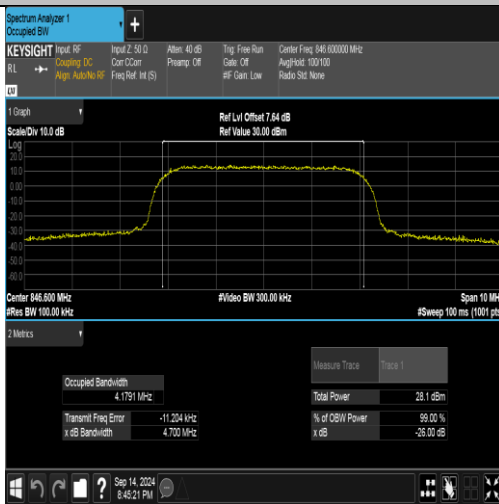 Spectrum Analyzer 1
Occupied BW
KEYSIGHT Input: RF Input Z: 50 Ω Atten: 40 dB Trig: Free Run Center Freq: 846.600000 MHz
RL Coupling: DC Corr CCorr Preamp: Off Gate: Off Avg|Hold: 100/100
Align: Auto/No RF Freq Ref: Int (S) #IF Gain: Low Radio Std: None
LXI
1 Graph
Ref Lvl Offset 7.64 dB
Scale/Div 10.0 dB Ref Value 30.00 dBm
Log
20.0
10.0
0.00
-10.0
-20.0
-30.0
-40.0
-50.0
-60.0
Center 846.600 MHz #Video BW 300.00 kHz Span 10 MH
#Res BW 100.00 kHz #Sweep 100 ms (1001 pts
2 Metrics
Measure Trace Trace 1
Occupied Bandwidth
4.1791 MHz Total Power 28.1 dBm
Transmit Freq Error -11.204 kHz % of OBW Power 99.00 %
x dB Bandwidth 4.700 MHz x dB -26.00 dB
? Sep 14, 2024
8:45:21 PM